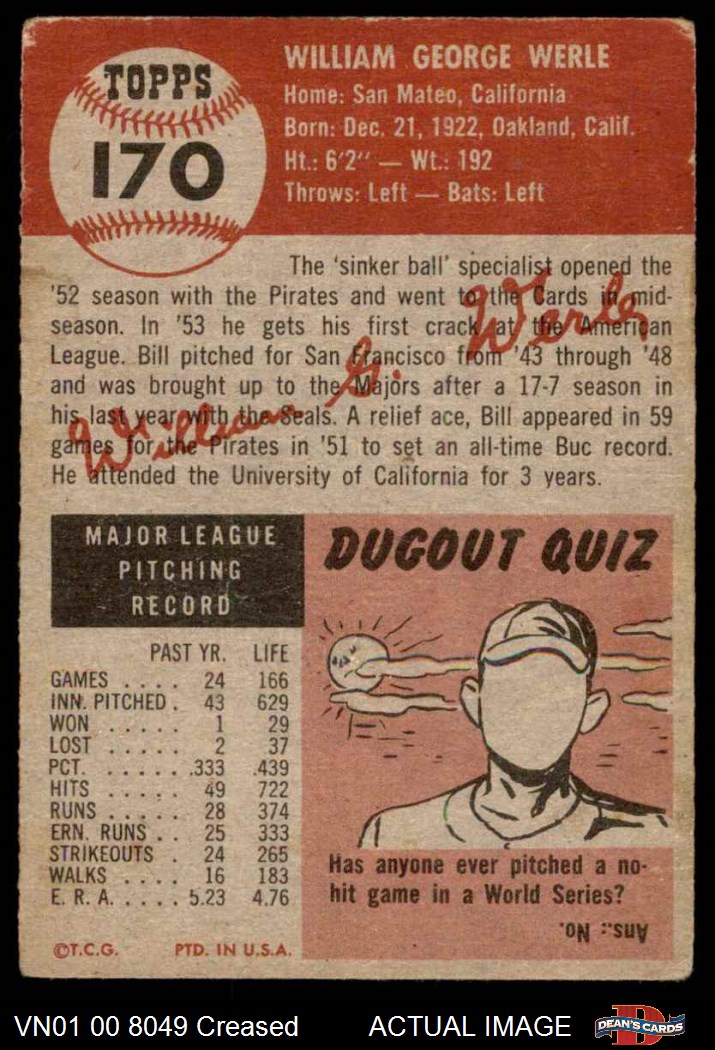 TOPPS
170
WILLIAM GEORGE WERLE
Home: San Mateo, California
Born: Dec. 21, 1922, Oakland, Calif.
Ht.: 6'2" — Wt.: 192
Throws: Left — Bats: Left
The 'sinker ball' specialist opened the
'52 season with the Pirates and went to the Cards in mid-
season. In '53 he gets his first crack at the American
League. Bill pitched for San Francisco from '43 through '48
and was brought up to the Majors after a 17-7 season in
his last year with the Seals. A relief ace, Bill appeared in 59
games for the Pirates in '51 to set an all-time Buc record.
He attended the University of California for 3 years.
William G. Werle
MAJOR LEAGUE
PITCHING
RECORD
PAST YR. LIFE
GAMES . . . . 24 166
INN. PITCHED . 43 629
WON . . . . . 1 29
LOST . . . . . 2 37
PCT. . . . . . .333 .439
HITS . . . . . 49 722
RUNS . . . . . 28 374
ERN. RUNS . . 25 333
STRIKEOUTS . 24 265
WALKS . . . . 16 183
E. R. A. . . . . 5.23 4.76
©T.C.G. PTD. IN U.S.A.
DUGOUT QUIZ
Has anyone ever pitched a no-
hit game in a World Series?
Ans.: No.
VN01 00 8049 Creased ACTUAL IMAGE
DEAN'S CARDS